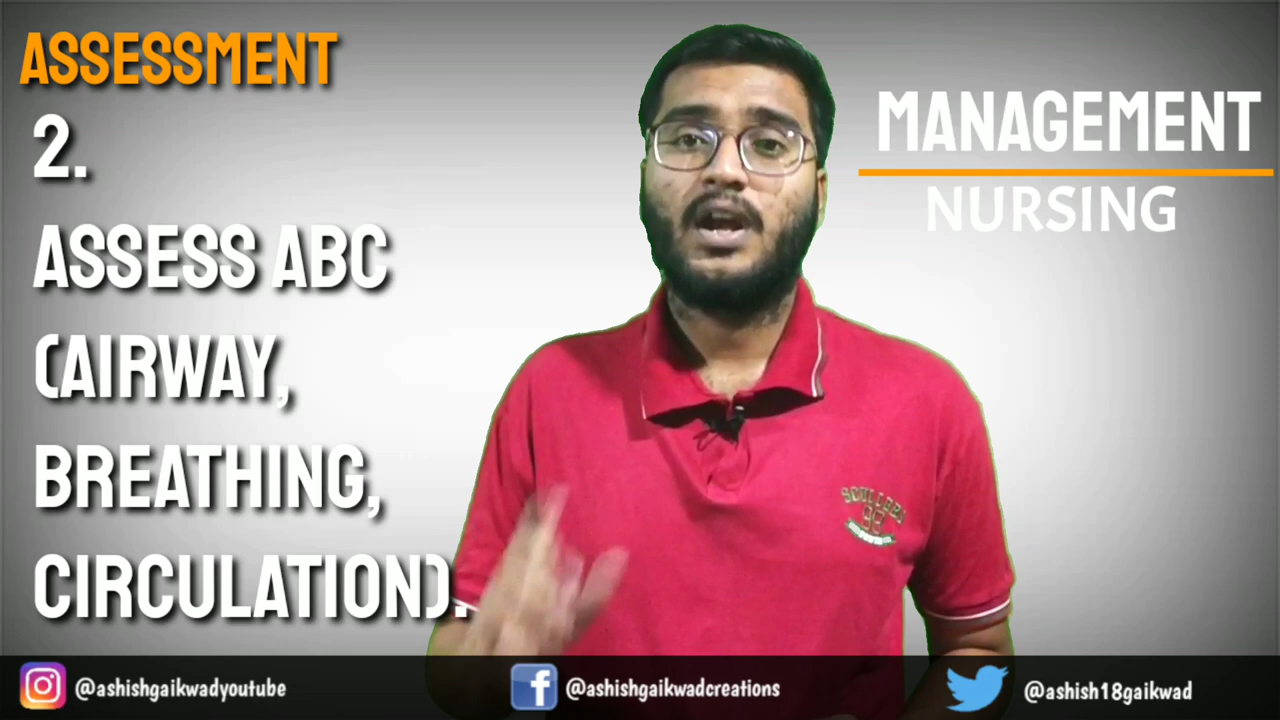 ASSESSMENT
2.
ASSESS ABC
(AIRWAY,
BREATHING,
CIRCULATION).
MANAGEMENT
NURSING
@ashishgaikwadyoutube
@ashishgaikwadcreations
@ashish18gaikwad